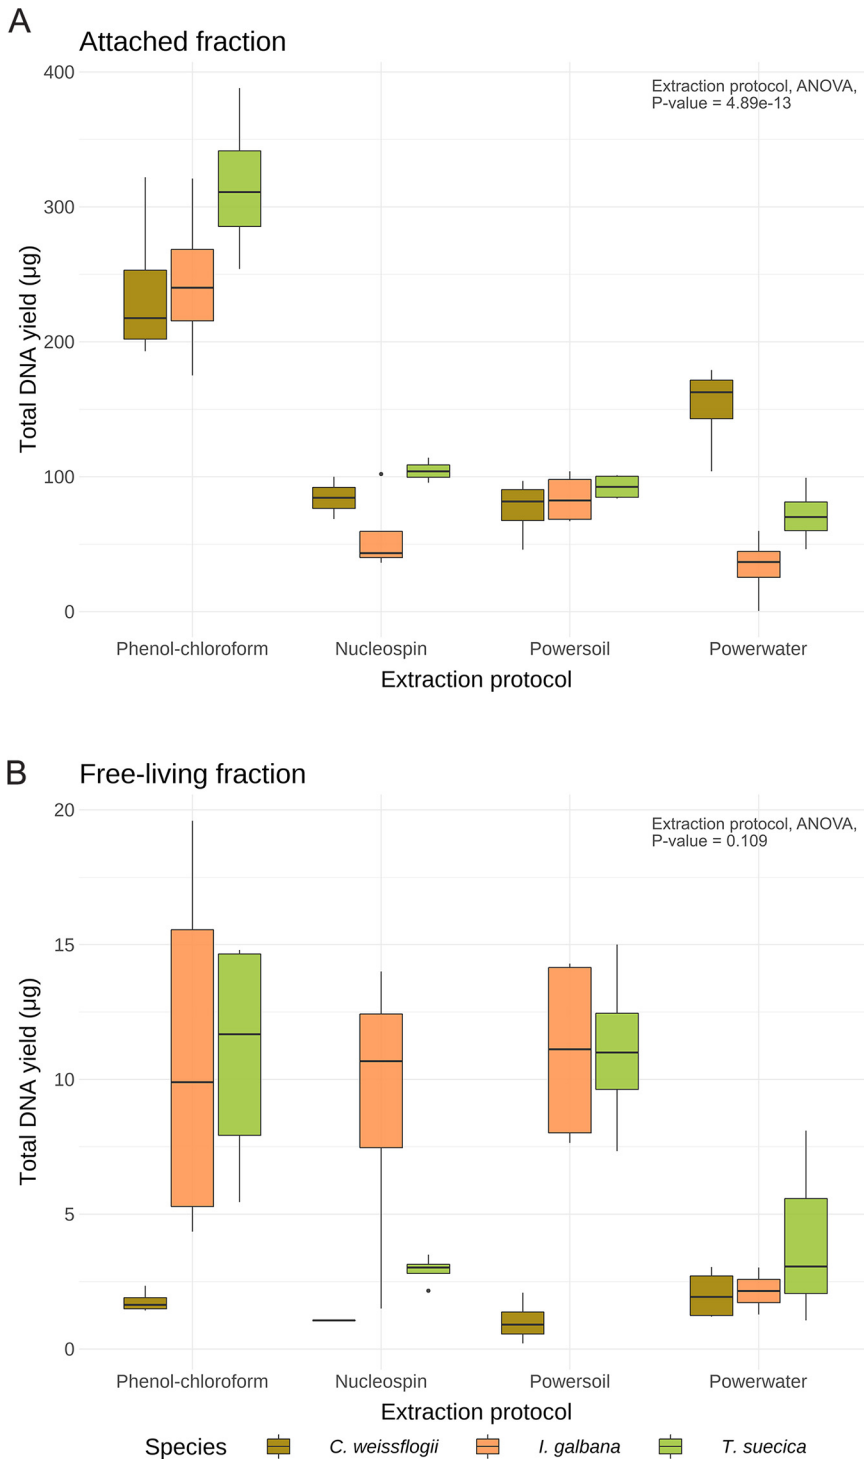 A
Attached fraction
Extraction protocol, ANOVA,
P-value = 4.89e-13
400
300
200
100
0
Total DNA yield (µg)
Phenol-chloroform Nucleospin Powersoil Powerwater
Extraction protocol
B
Free-living fraction
Extraction protocol, ANOVA,
P-value = 0.109
20
15
10
5
0
Total DNA yield (µg)
Phenol-chloroform Nucleospin Powersoil Powerwater
Extraction protocol
Species C. weissflogii I. galbana T. suecica